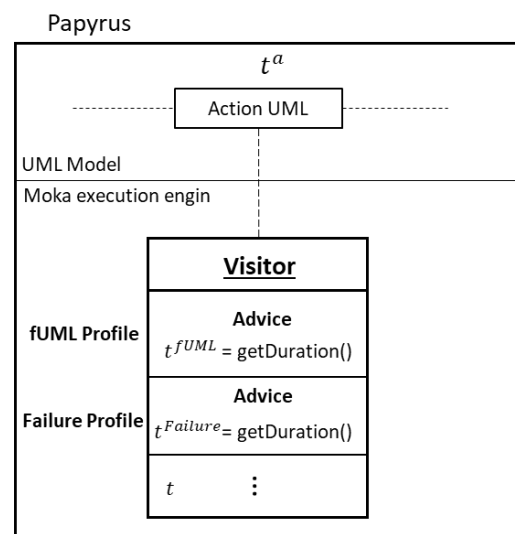 Papyrus
tᵃ
Action UML
UML Model
Moka execution engin
Visitor
Advice
fUML Profile
t^{fUML} = getDuration()
Advice
Failure Profile
t^{Failure} = getDuration()
t ⋮